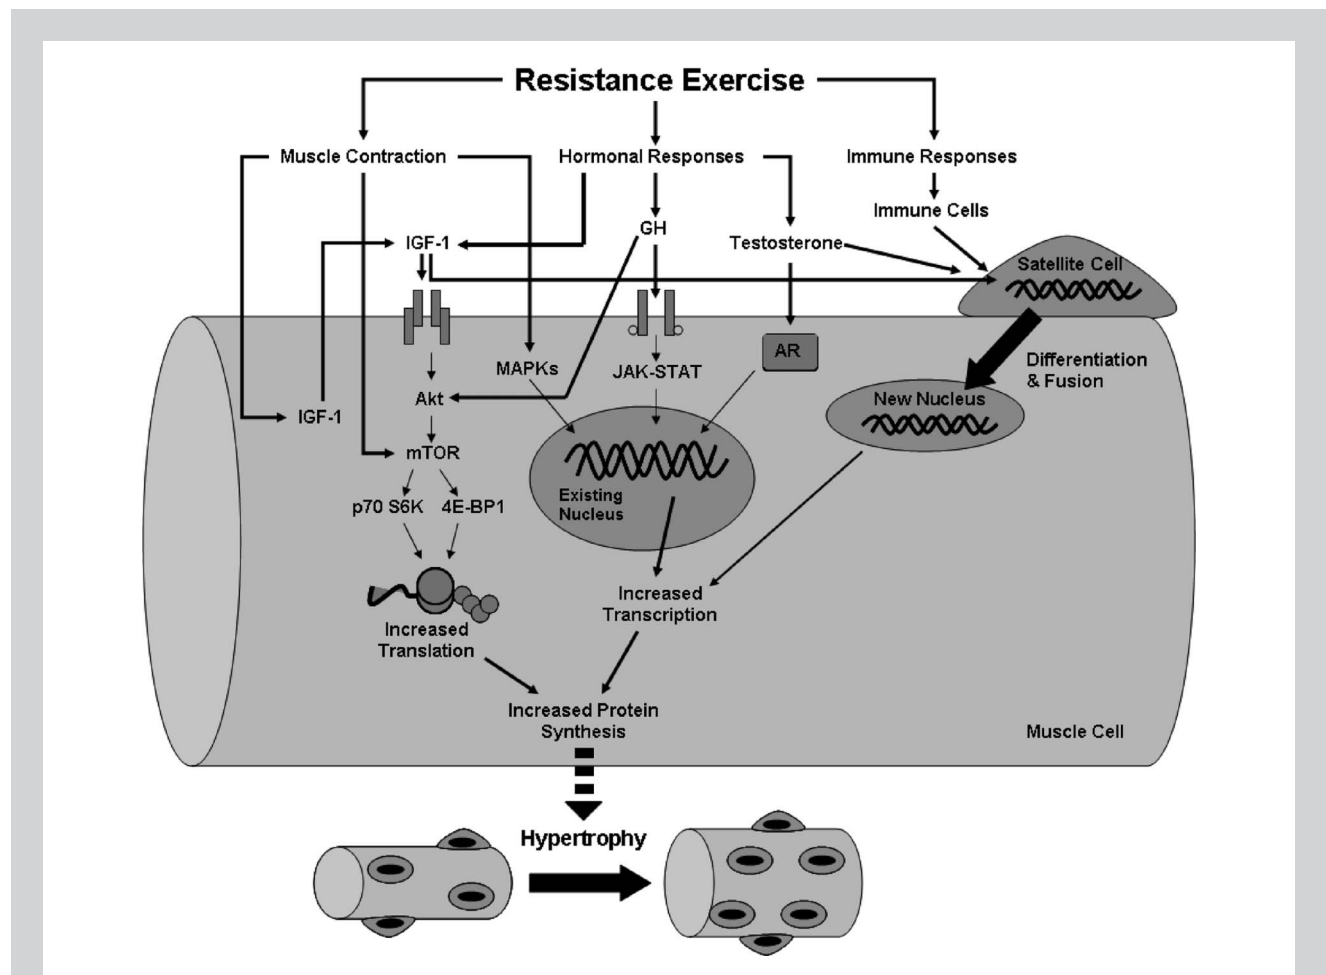 Resistance Exercise
Muscle Contraction
Hormonal Responses
Immune Responses
Immune Cells
GH
IGF-1
Testosterone
Satellite Cell
AR
MAPKs
JAK-STAT
Differentiation
& Fusion
Akt
IGF-1
New Nucleus
mTOR
Existing
Nucleus
p70 S6K
4E-BP1
Increased
Transcription
Increased
Translation
Increased Protein
Synthesis
Muscle Cell
Hypertrophy